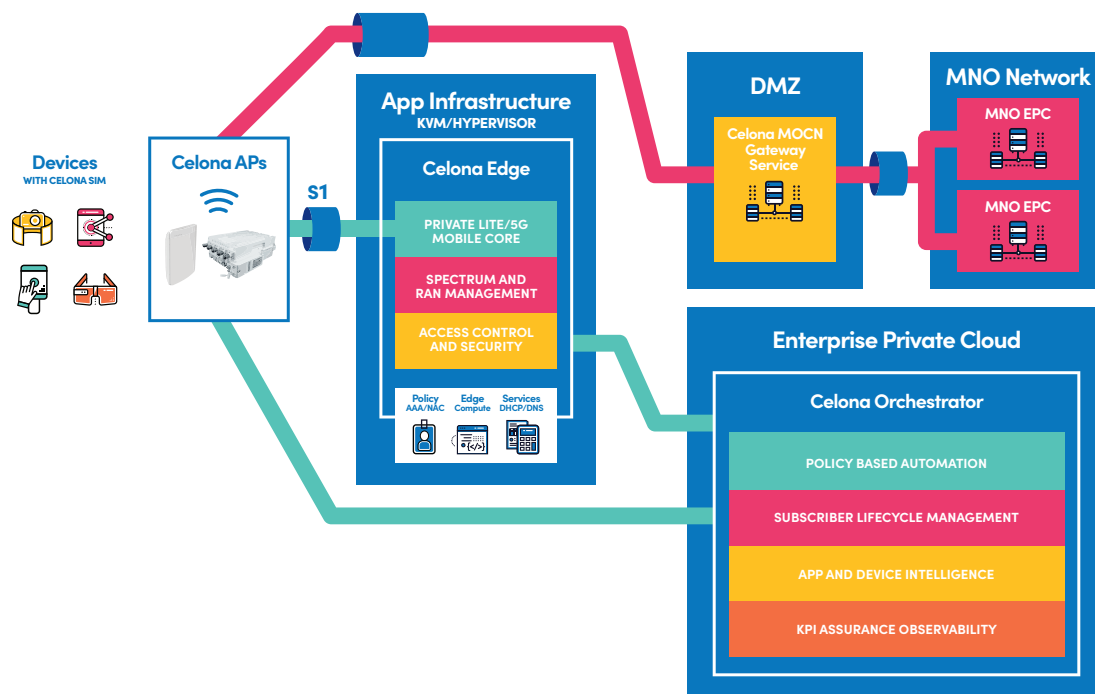 Devices
WITH CELONA SIM
Celona APs
S1
App Infrastructure
KVM/HYPERVISOR
Celona Edge
PRIVATE LITE/5G
MOBILE CORE
SPECTRUM AND
RAN MANAGEMENT
ACCESS CONTROL
AND SECURITY
Policy
AAA/NAC
Edge
Compute
Services
DHCP/DNS
DMZ
Celona MOCN
Gateway
Service
MNO Network
MNO EPC
MNO EPC
Enterprise Private Cloud
Celona Orchestrator
POLICY BASED AUTOMATION
SUBSCRIBER LIFECYCLE MANAGEMENT
APP AND DEVICE INTELLIGENCE
KPI ASSURANCE OBSERVABILITY